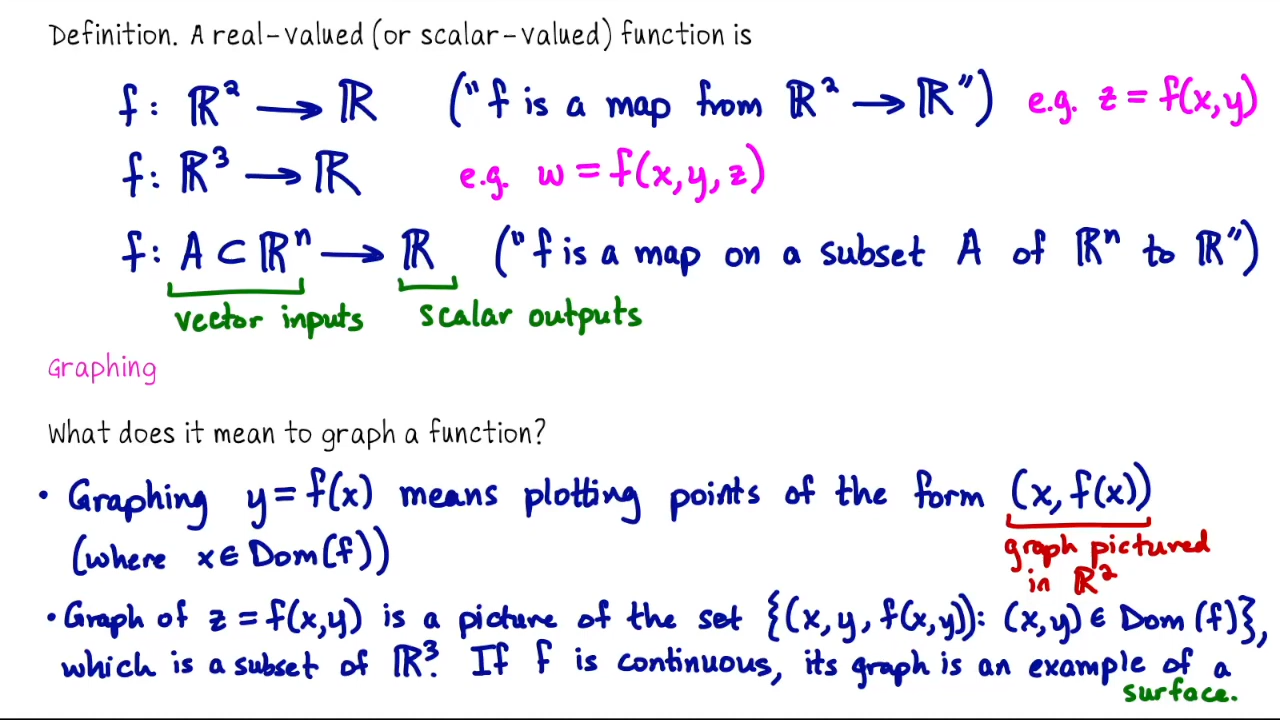 Definition. A real-valued (or scalar-valued) function is
f: ℝ² → ℝ ("f is a map from ℝ² → ℝ") e.g. z = f(x,y)
f: ℝ³ → ℝ e.g. w = f(x,y,z)
f: A ⊂ ℝⁿ → ℝ ("f is a map on a subset A of ℝⁿ to ℝ")
vector inputs scalar outputs
Graphing
What does it mean to graph a function?
• Graphing y = f(x) means plotting points of the form (x, f(x))
(where x ∈ Dom(f))
graph pictured
in ℝ²
• Graph of z = f(x,y) is a picture of the set {(x, y, f(x,y)): (x,y) ∈ Dom(f)},
which is a subset of ℝ³. If f is continuous, its graph is an example of a
surface.